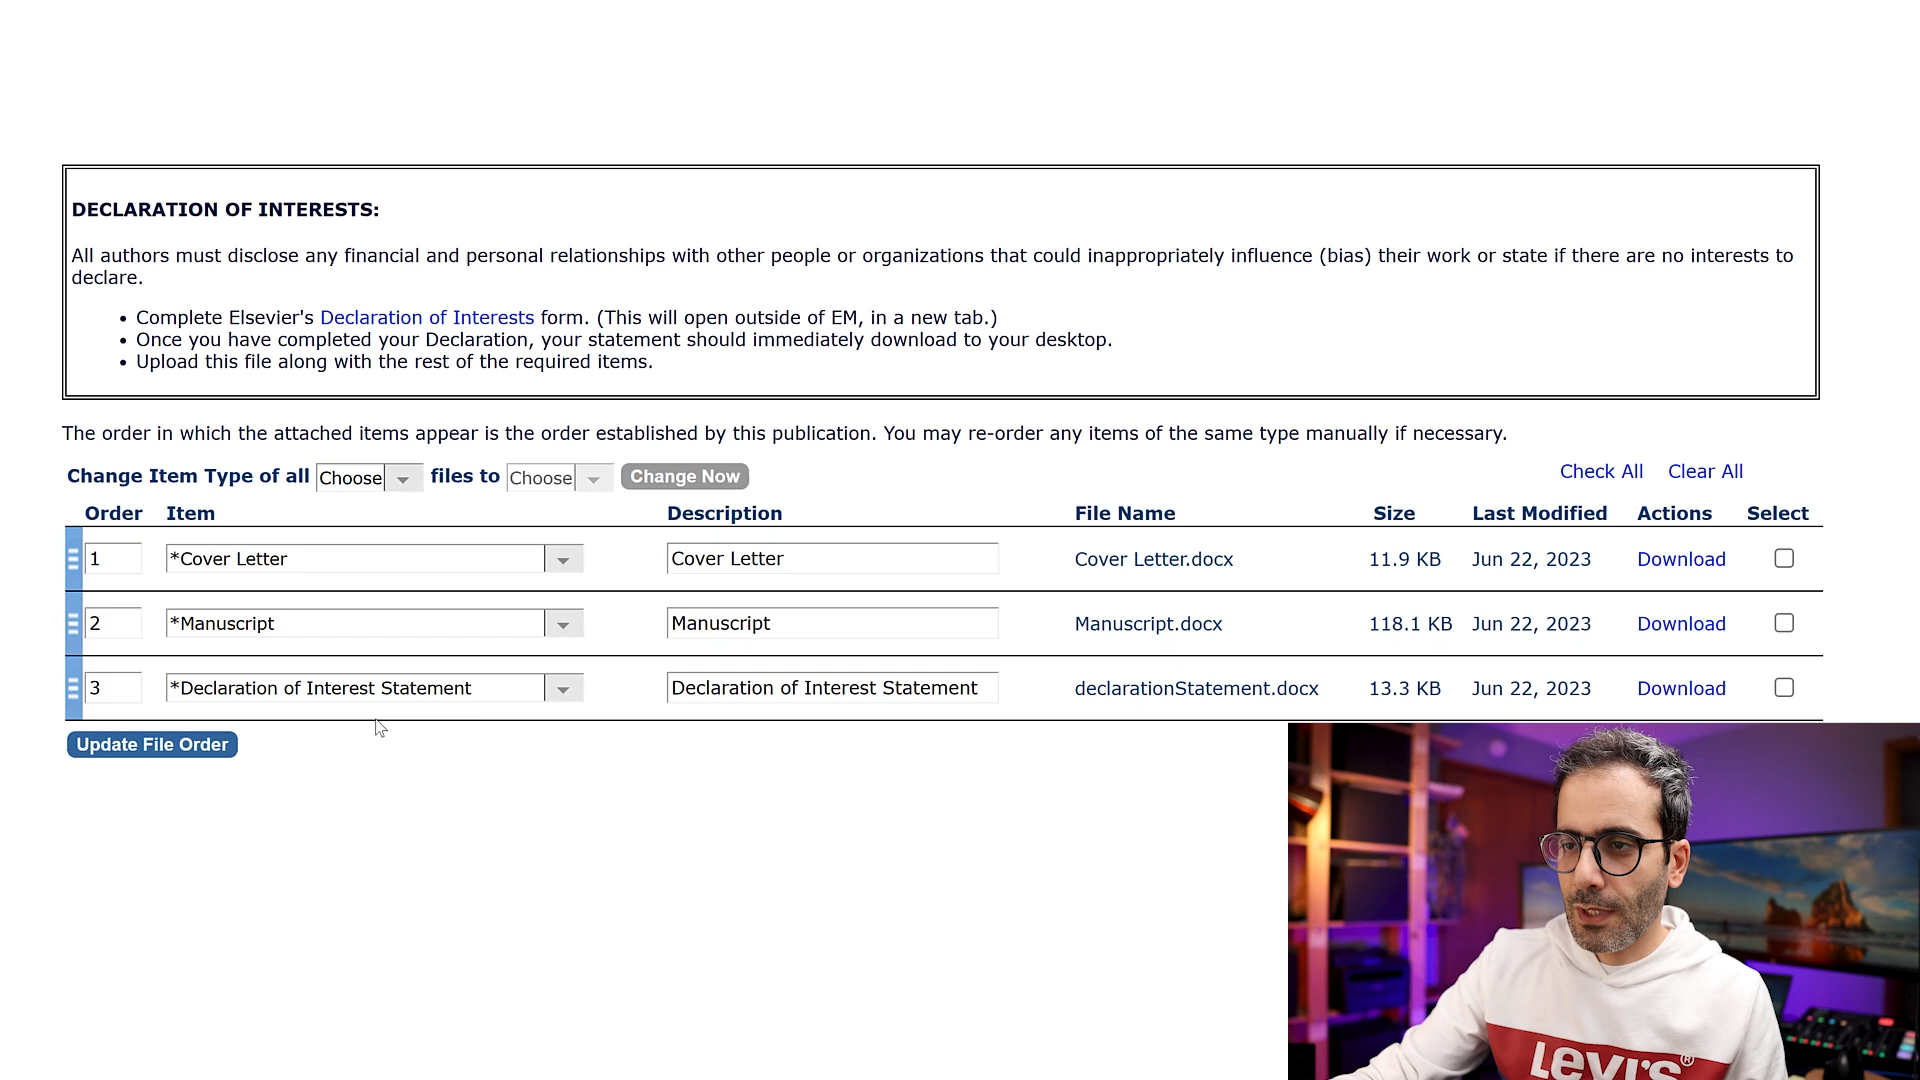 DECLARATION OF INTERESTS:
All authors must disclose any financial and personal relationships with other people or organizations that could inappropriately influence (bias) their work or state if there are no interests to
declare.
• Complete Elsevier's Declaration of Interests form. (This will open outside of EM, in a new tab.)
• Once you have completed your Declaration, your statement should immediately download to your desktop.
• Upload this file along with the rest of the required items.
The order in which the attached items appear is the order established by this publication. You may re-order any items of the same type manually if necessary.
Change Item Type of all Choose files to Choose Change Now Check All Clear All
Order Item Description File Name Size Last Modified Actions Select
1 *Cover Letter Cover Letter Cover Letter.docx 11.9 KB Jun 22, 2023 Download
2 *Manuscript Manuscript Manuscript.docx 118.1 KB Jun 22, 2023 Download
3 *Declaration of Interest Statement Declaration of Interest Statement declarationStatement.docx 13.3 KB Jun 22, 2023 Download
Update File Order
Levi's®